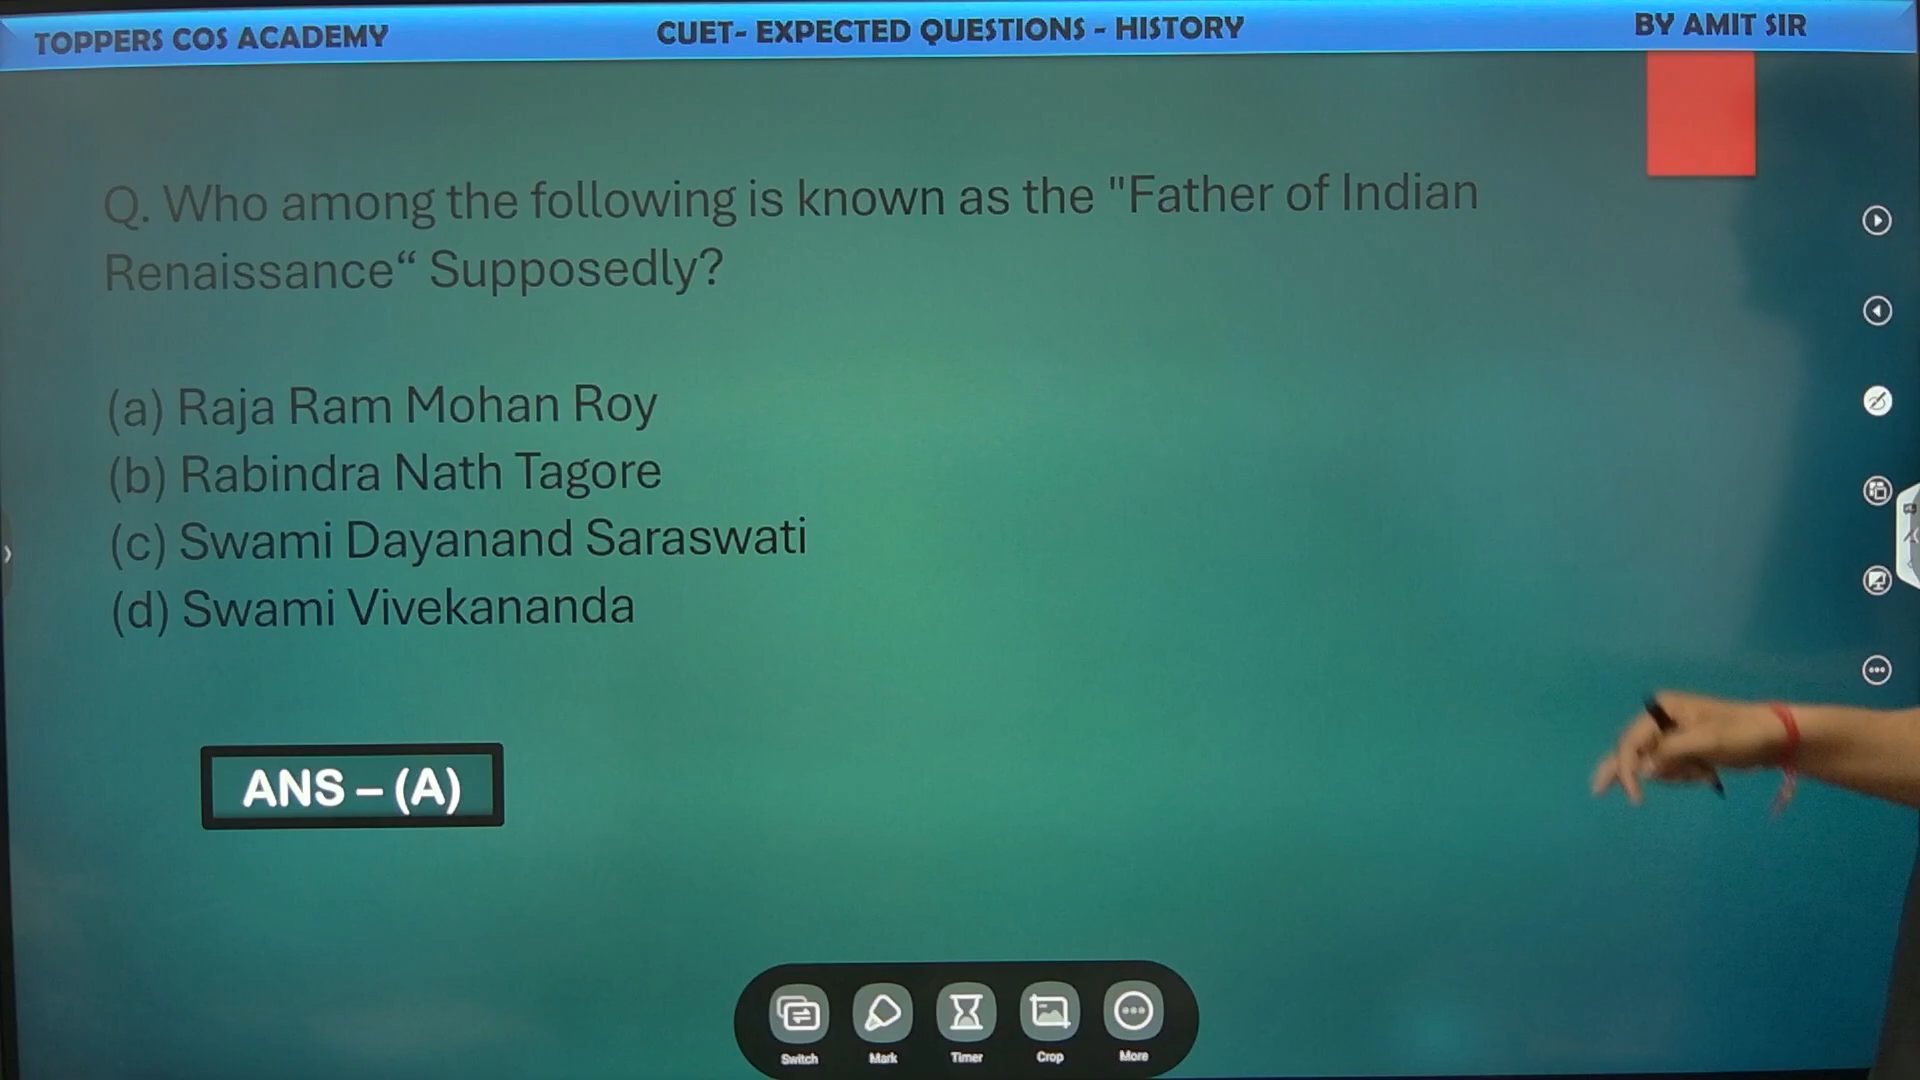 TOPPERS COS ACADEMY CUET- EXPECTED QUESTIONS - HISTORY BY AMIT SIR
Q. Who among the following is known as the "Father of Indian
Renaissance“ Supposedly?
(a) Raja Ram Mohan Roy
(b) Rabindra Nath Tagore
(c) Swami Dayanand Saraswati
(d) Swami Vivekananda
ANS – (A)
Switch Mark Timer Crop More